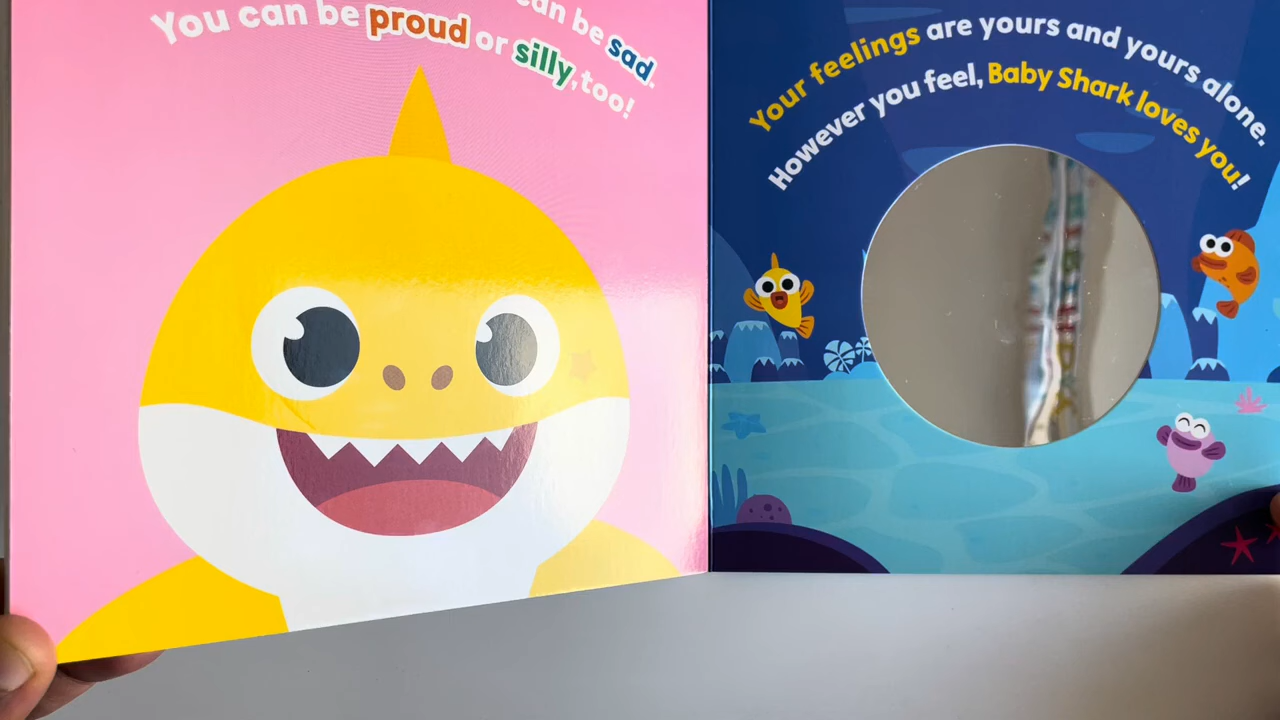 can be sad.
You can be proud or silly, too!
Your feelings are yours and yours alone.
However you feel, Baby Shark loves you!